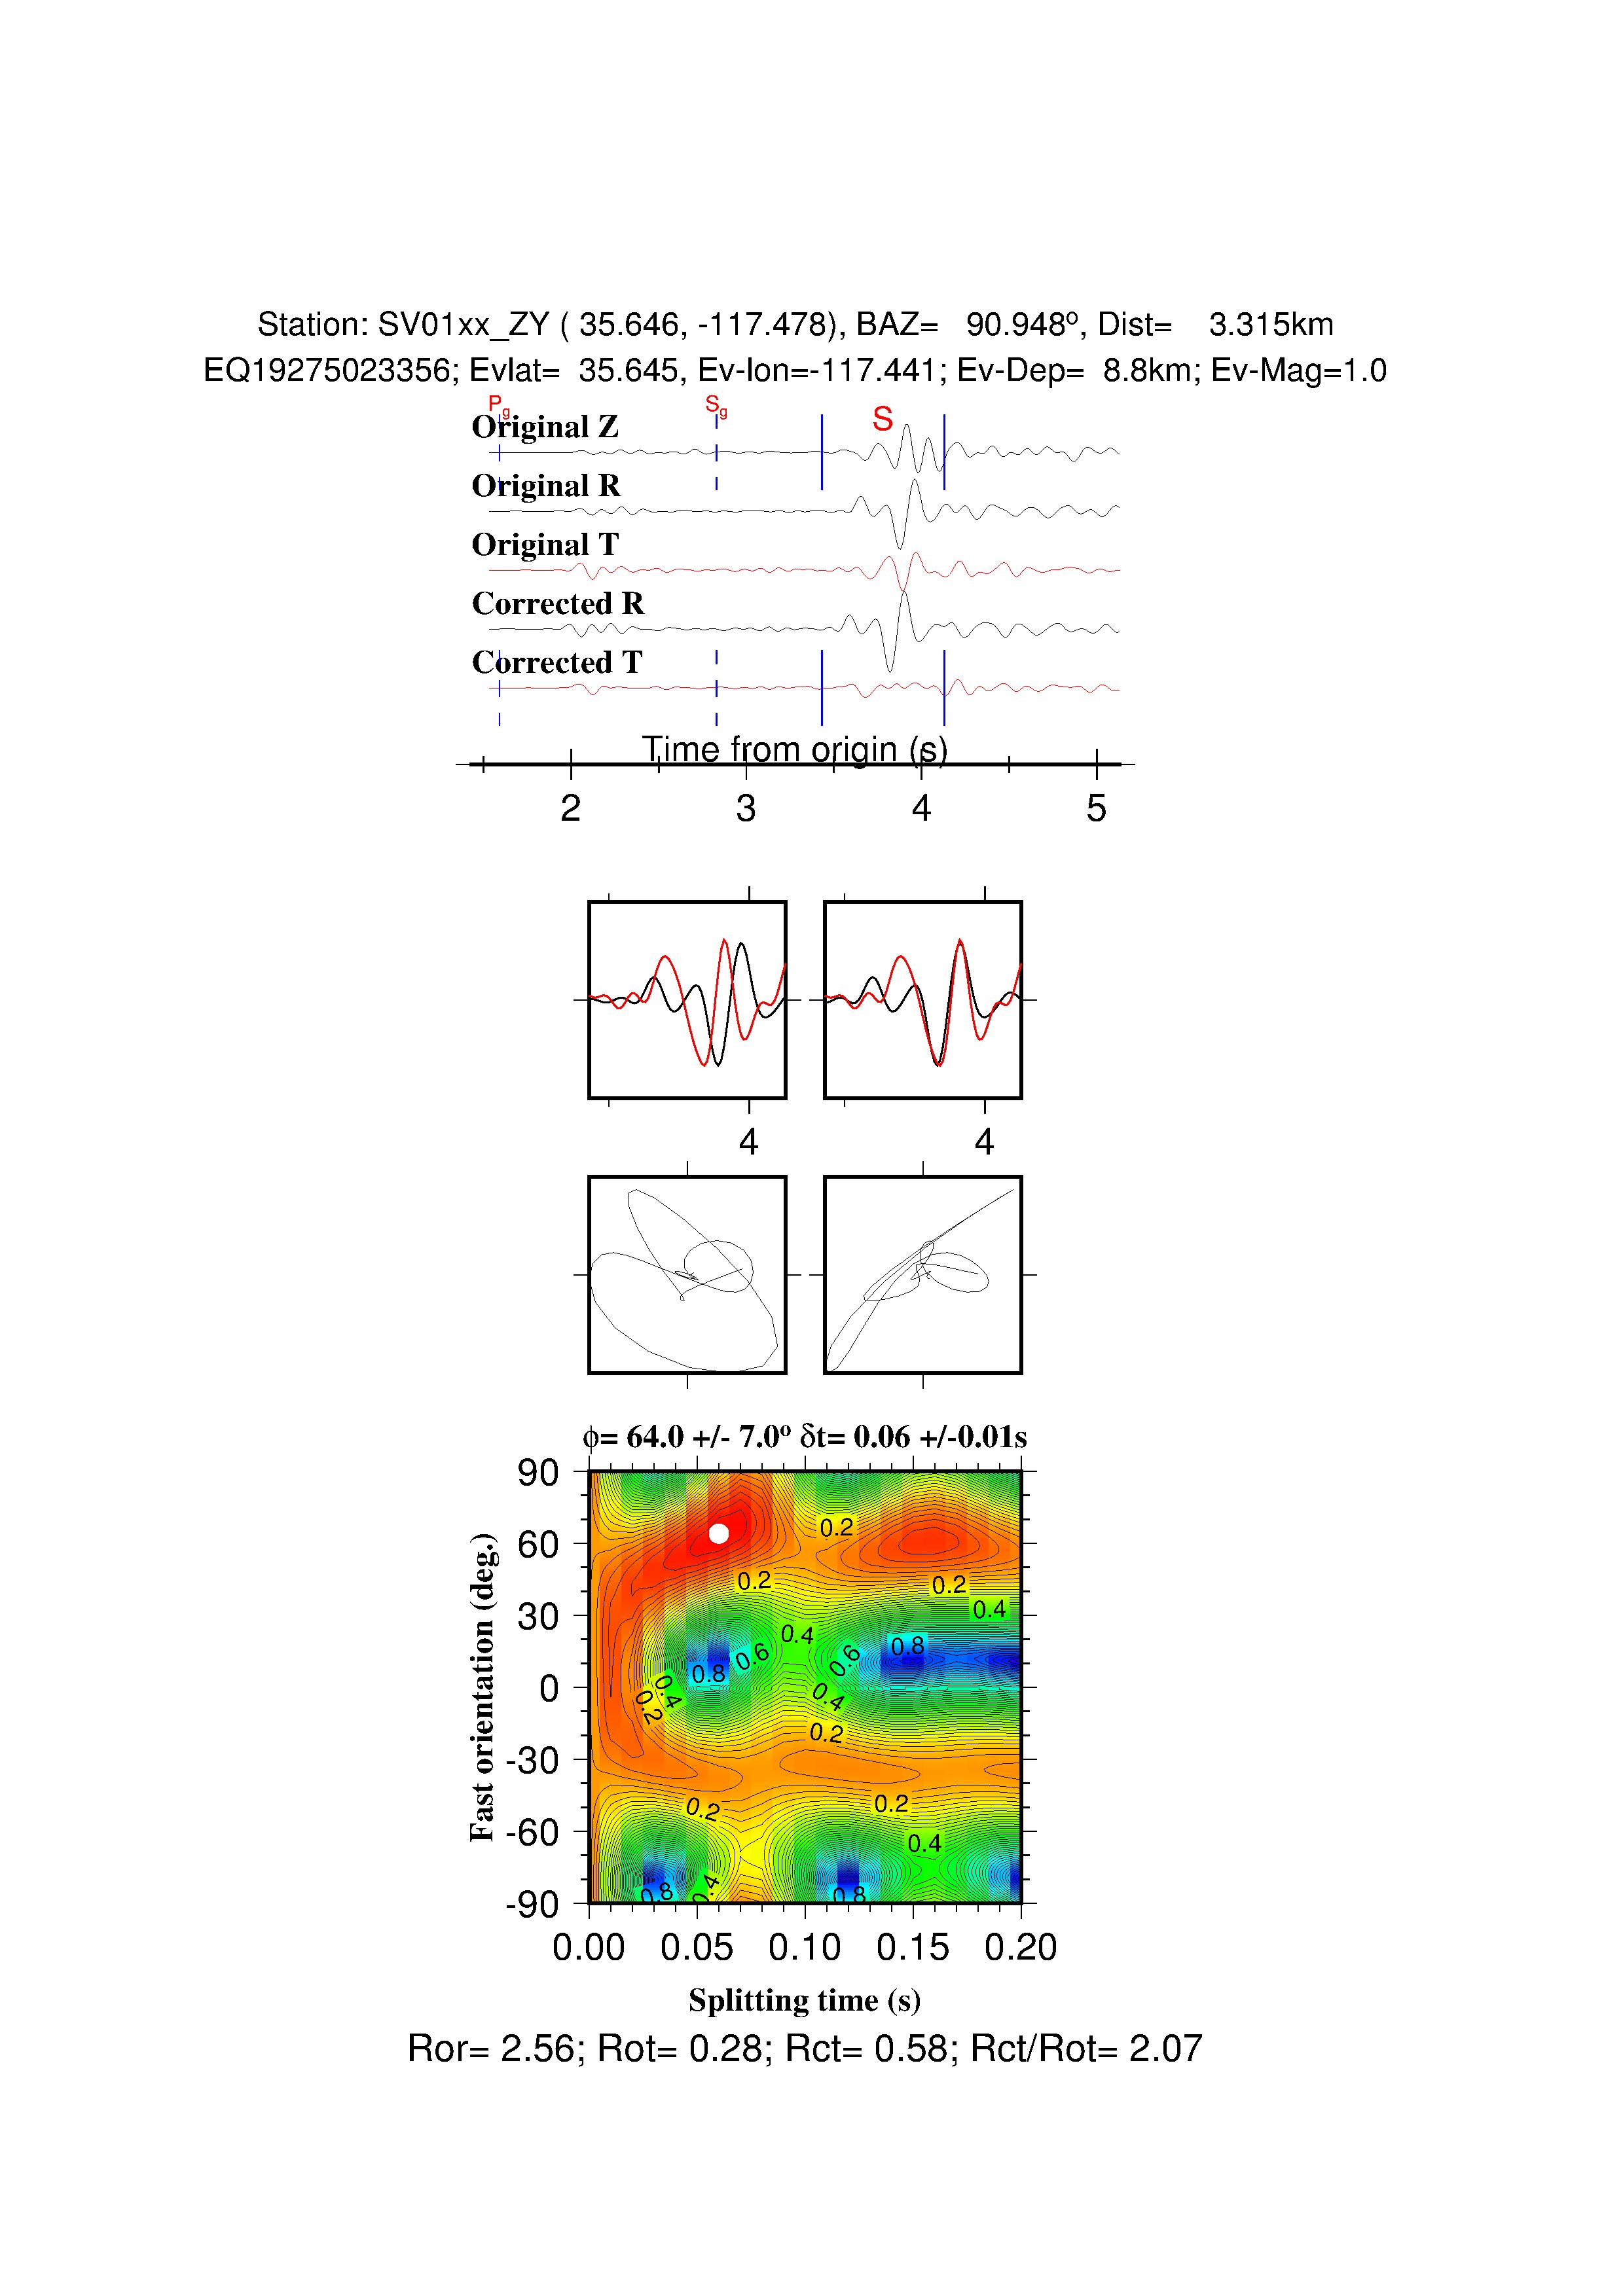 Station: SV01xx_ZY ( 35.646, -117.478), BAZ=   90.948º, Dist=    3.315km
EQ19275023356; Evlat=  35.645, Ev-lon=-117.441; Ev-Dep=  8.8km; Ev-Mag=1.0
Pg Sg S
Original Z
Original R
Original T
Corrected R
Corrected T
Time from origin (s)
2 3 4 5
4 4
ϕ= 64.0 +/- 7.0º δt= 0.06 +/-0.01s
90
60
30
0
-30
-60
-90
Fast orientation (deg.)
0.2
0.2 0.2
0.4
0.4
0.8 0.6 0.6 0.8
0.4 0.4
0.2 0.2
0.2 0.2
0.4
0.8 0.4 0.8
0.00 0.05 0.10 0.15 0.20
Splitting time (s)
Ror= 2.56; Rot= 0.28; Rct= 0.58; Rct/Rot= 2.07